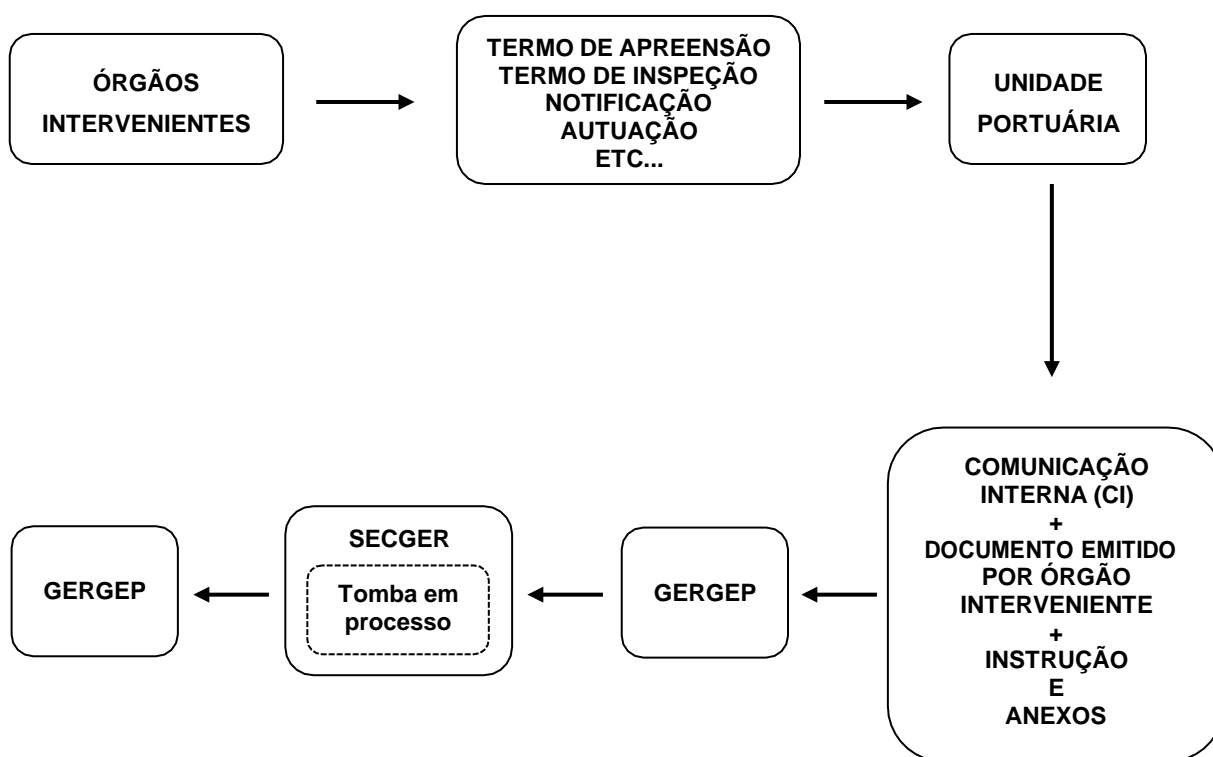 ÓRGÃOS
INTERVENIENTES
TERMO DE APREENSÃO
TERMO DE INSPEÇÃO
NOTIFICAÇÃO
AUTUAÇÃO
ETC...
UNIDADE
PORTUÁRIA
COMUNICAÇÃO
INTERNA (CI)
+
DOCUMENTO EMITIDO
POR ÓRGÃO
INTERVENIENTE
+
INSTRUÇÃO
E
ANEXOS
GERGEP
SECGER
Tomba em
processo
GERGEP